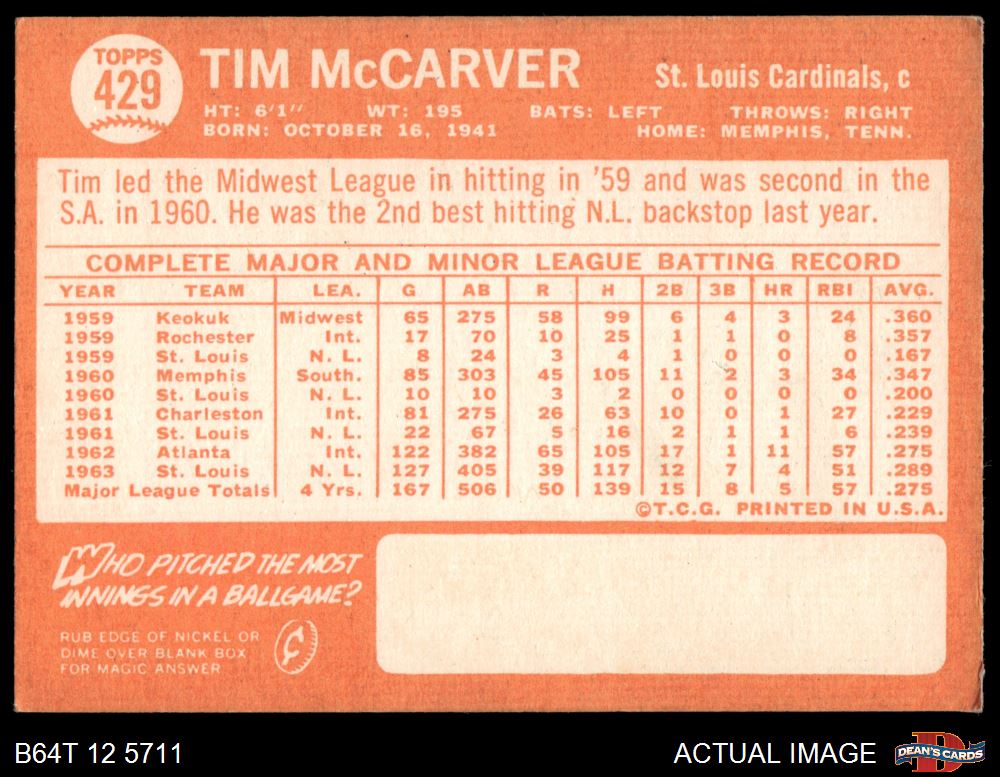 TOPPS
429
TIM McCARVER
St. Louis Cardinals, c
HT: 6'1" WT: 195 BATS: LEFT THROWS: RIGHT
BORN: OCTOBER 16, 1941 HOME: MEMPHIS, TENN.
Tim led the Midwest League in hitting in '59 and was second in the
S.A. in 1960. He was the 2nd best hitting N.L. backstop last year.
COMPLETE MAJOR AND MINOR LEAGUE BATTING RECORD
YEAR TEAM LEA. G AB R H 2B 3B HR RBI AVG.
1959 Keokuk Midwest 65 275 58 99 6 4 3 24 .360
1959 Rochester Int. 17 70 10 25 1 1 0 8 .357
1959 St. Louis N. L. 8 24 3 4 1 0 0 0 .167
1960 Memphis South. 85 303 45 105 11 2 3 34 .347
1960 St. Louis N. L. 10 10 3 2 0 0 0 0 .200
1961 Charleston Int. 81 275 26 63 10 0 1 27 .229
1961 St. Louis N. L. 22 67 5 16 2 1 1 6 .239
1962 Atlanta Int. 122 382 65 105 17 1 11 57 .275
1963 St. Louis N. L. 127 405 39 117 12 7 4 51 .289
Major League Totals 4 Yrs. 167 506 50 139 15 8 5 57 .275
©T.C.G. PRINTED IN U.S.A.
WHO PITCHED THE MOST
INNINGS IN A BALLGAME?
RUB EDGE OF NICKEL OR
DIME OVER BLANK BOX
FOR MAGIC ANSWER
¢
B64T 12 5711
ACTUAL IMAGE
D
DEAN'S CARDS